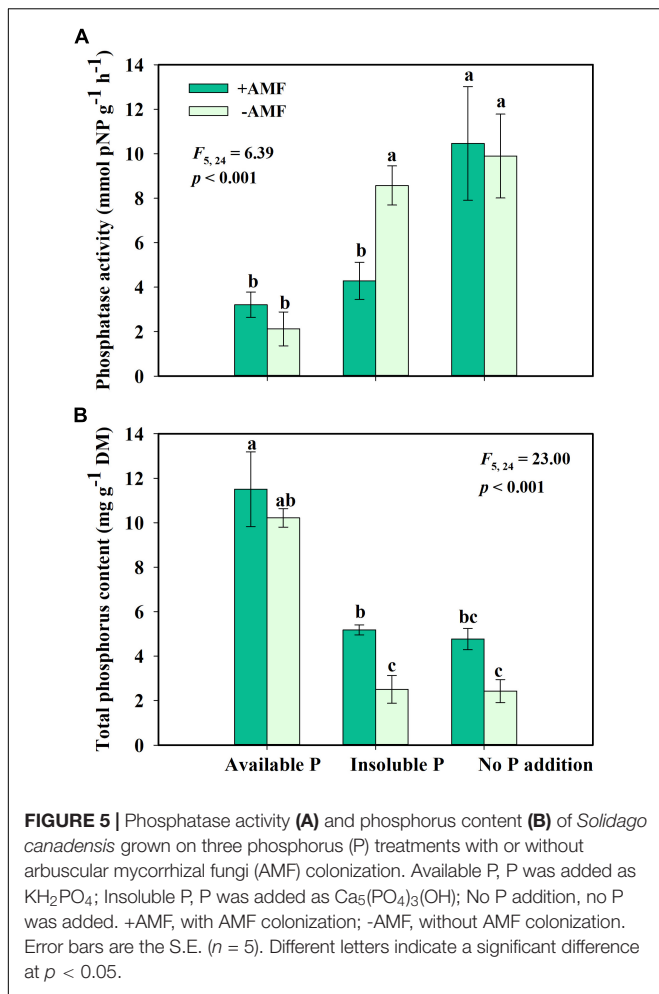 A
Phosphatase activity (mmol pNP g⁻¹ h⁻¹)
14
12
10
8
6
4
2
0
+AMF
-AMF
F5, 24 = 6.39
p < 0.001
b
b
b
a
a
a
B
Total phosphorus content (mg g⁻¹ DM)
14
12
10
8
6
4
2
0
F5, 24 = 23.00
p < 0.001
a
ab
b
c
bc
c
Available P
Insoluble P
No P addition
FIGURE 5 | Phosphatase activity (A) and phosphorus content (B) of Solidago
canadensis grown on three phosphorus (P) treatments with or without
arbuscular mycorrhizal fungi (AMF) colonization. Available P, P was added as
KH2PO4; Insoluble P, P was added as Ca5(PO4)3(OH); No P addition, no P
was added. +AMF, with AMF colonization; -AMF, without AMF colonization.
Error bars are the S.E. (n = 5). Different letters indicate a significant difference
at p < 0.05.